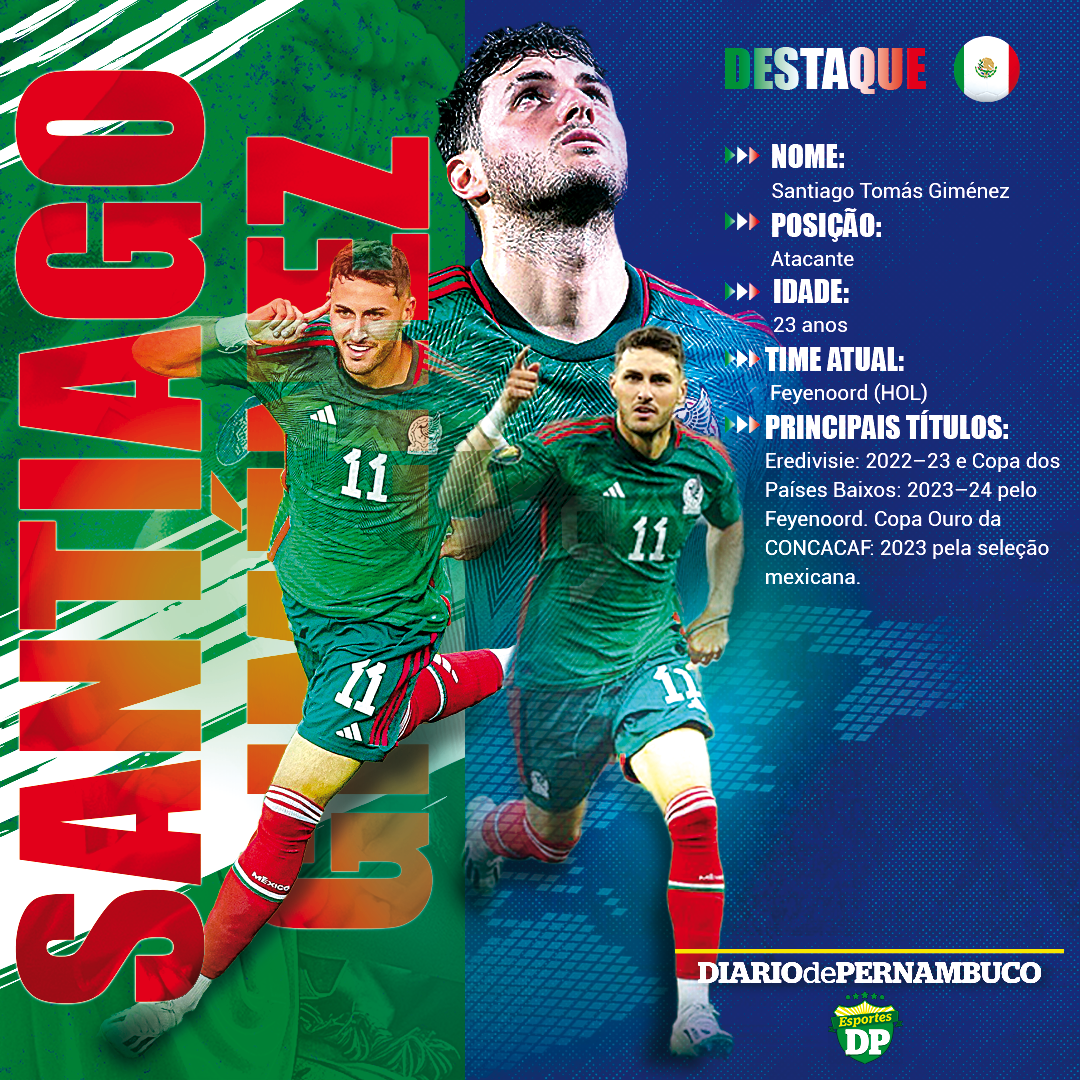 SANTIAGO
GIMÉNEZ
DESTAQUE
NOME:
Santiago Tomás Giménez
POSIÇÃO:
Atacante
IDADE:
23 anos
TIME ATUAL:
Feyenoord (HOL)
PRINCIPAIS TÍTULOS:
Eredivisie: 2022–23 e Copa dos
Países Baixos: 2023–24 pelo
Feyenoord. Copa Ouro da
CONCACAF: 2023 pela seleção
mexicana.
11
11
11
11
MÉXICO
DIARIOdePERNAMBUCO
Esportes
DP